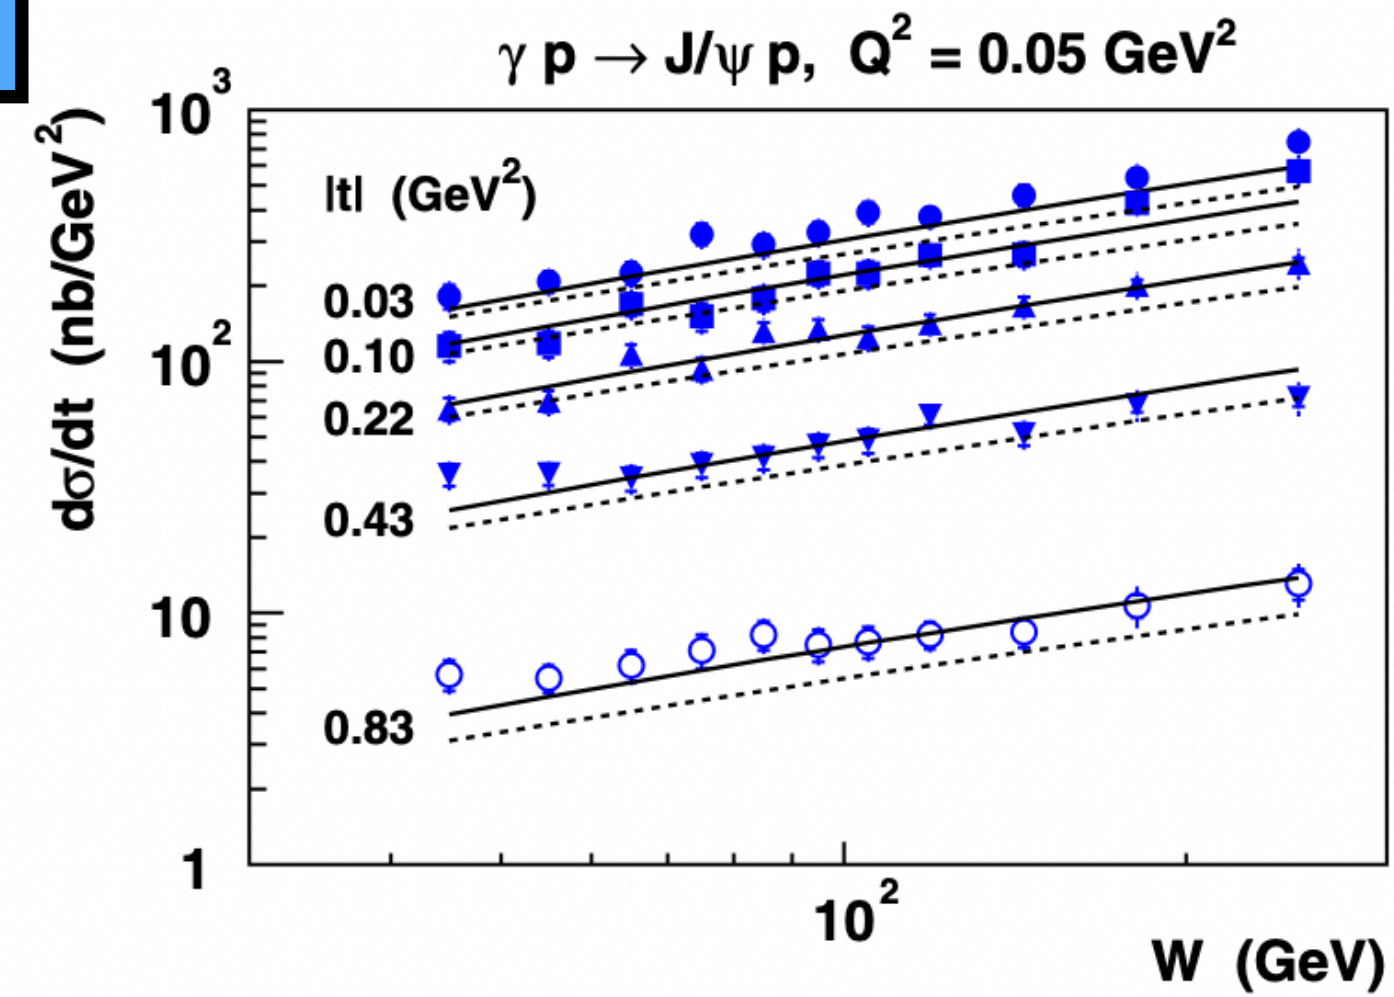 γ p → J/ψ p, Q² = 0.05 GeV²
10³
dσ/dt (nb/GeV²)
|t| (GeV²)
0.03
0.10
10²
0.22
0.43
10
0.83
1
10²
W (GeV)